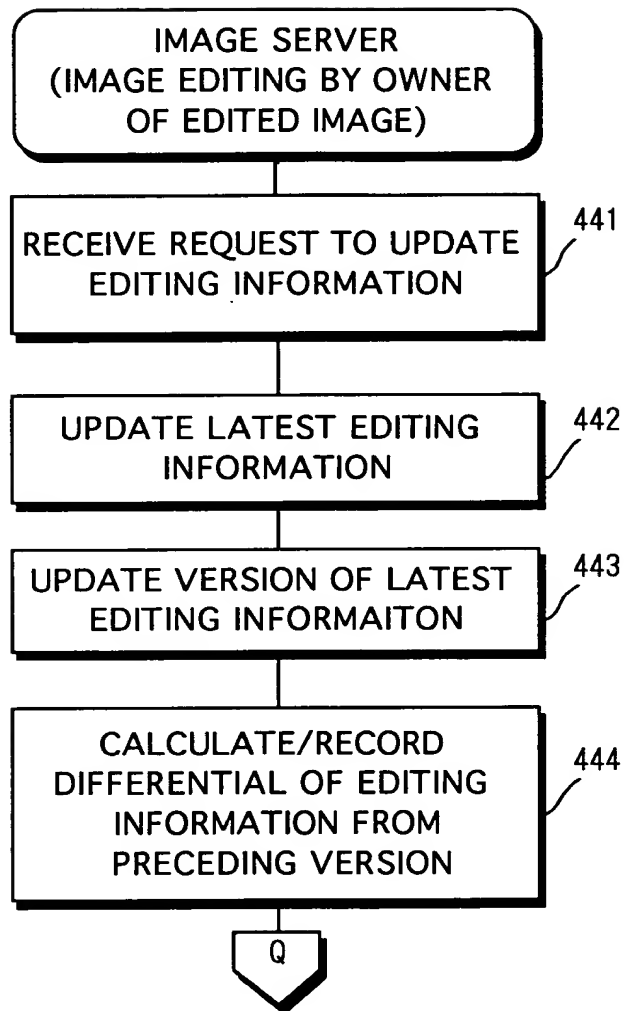 IMAGE SERVER
(IMAGE EDITING BY OWNER
OF EDITED IMAGE)
RECEIVE REQUEST TO UPDATE
EDITING INFORMATION
441
UPDATE LATEST EDITING
INFORMATION
442
UPDATE VERSION OF LATEST
EDITING INFORMAITON
443
CALCULATE/RECORD
DIFFERENTIAL OF EDITING
INFORMATION FROM
PRECEDING VERSION
444
Q